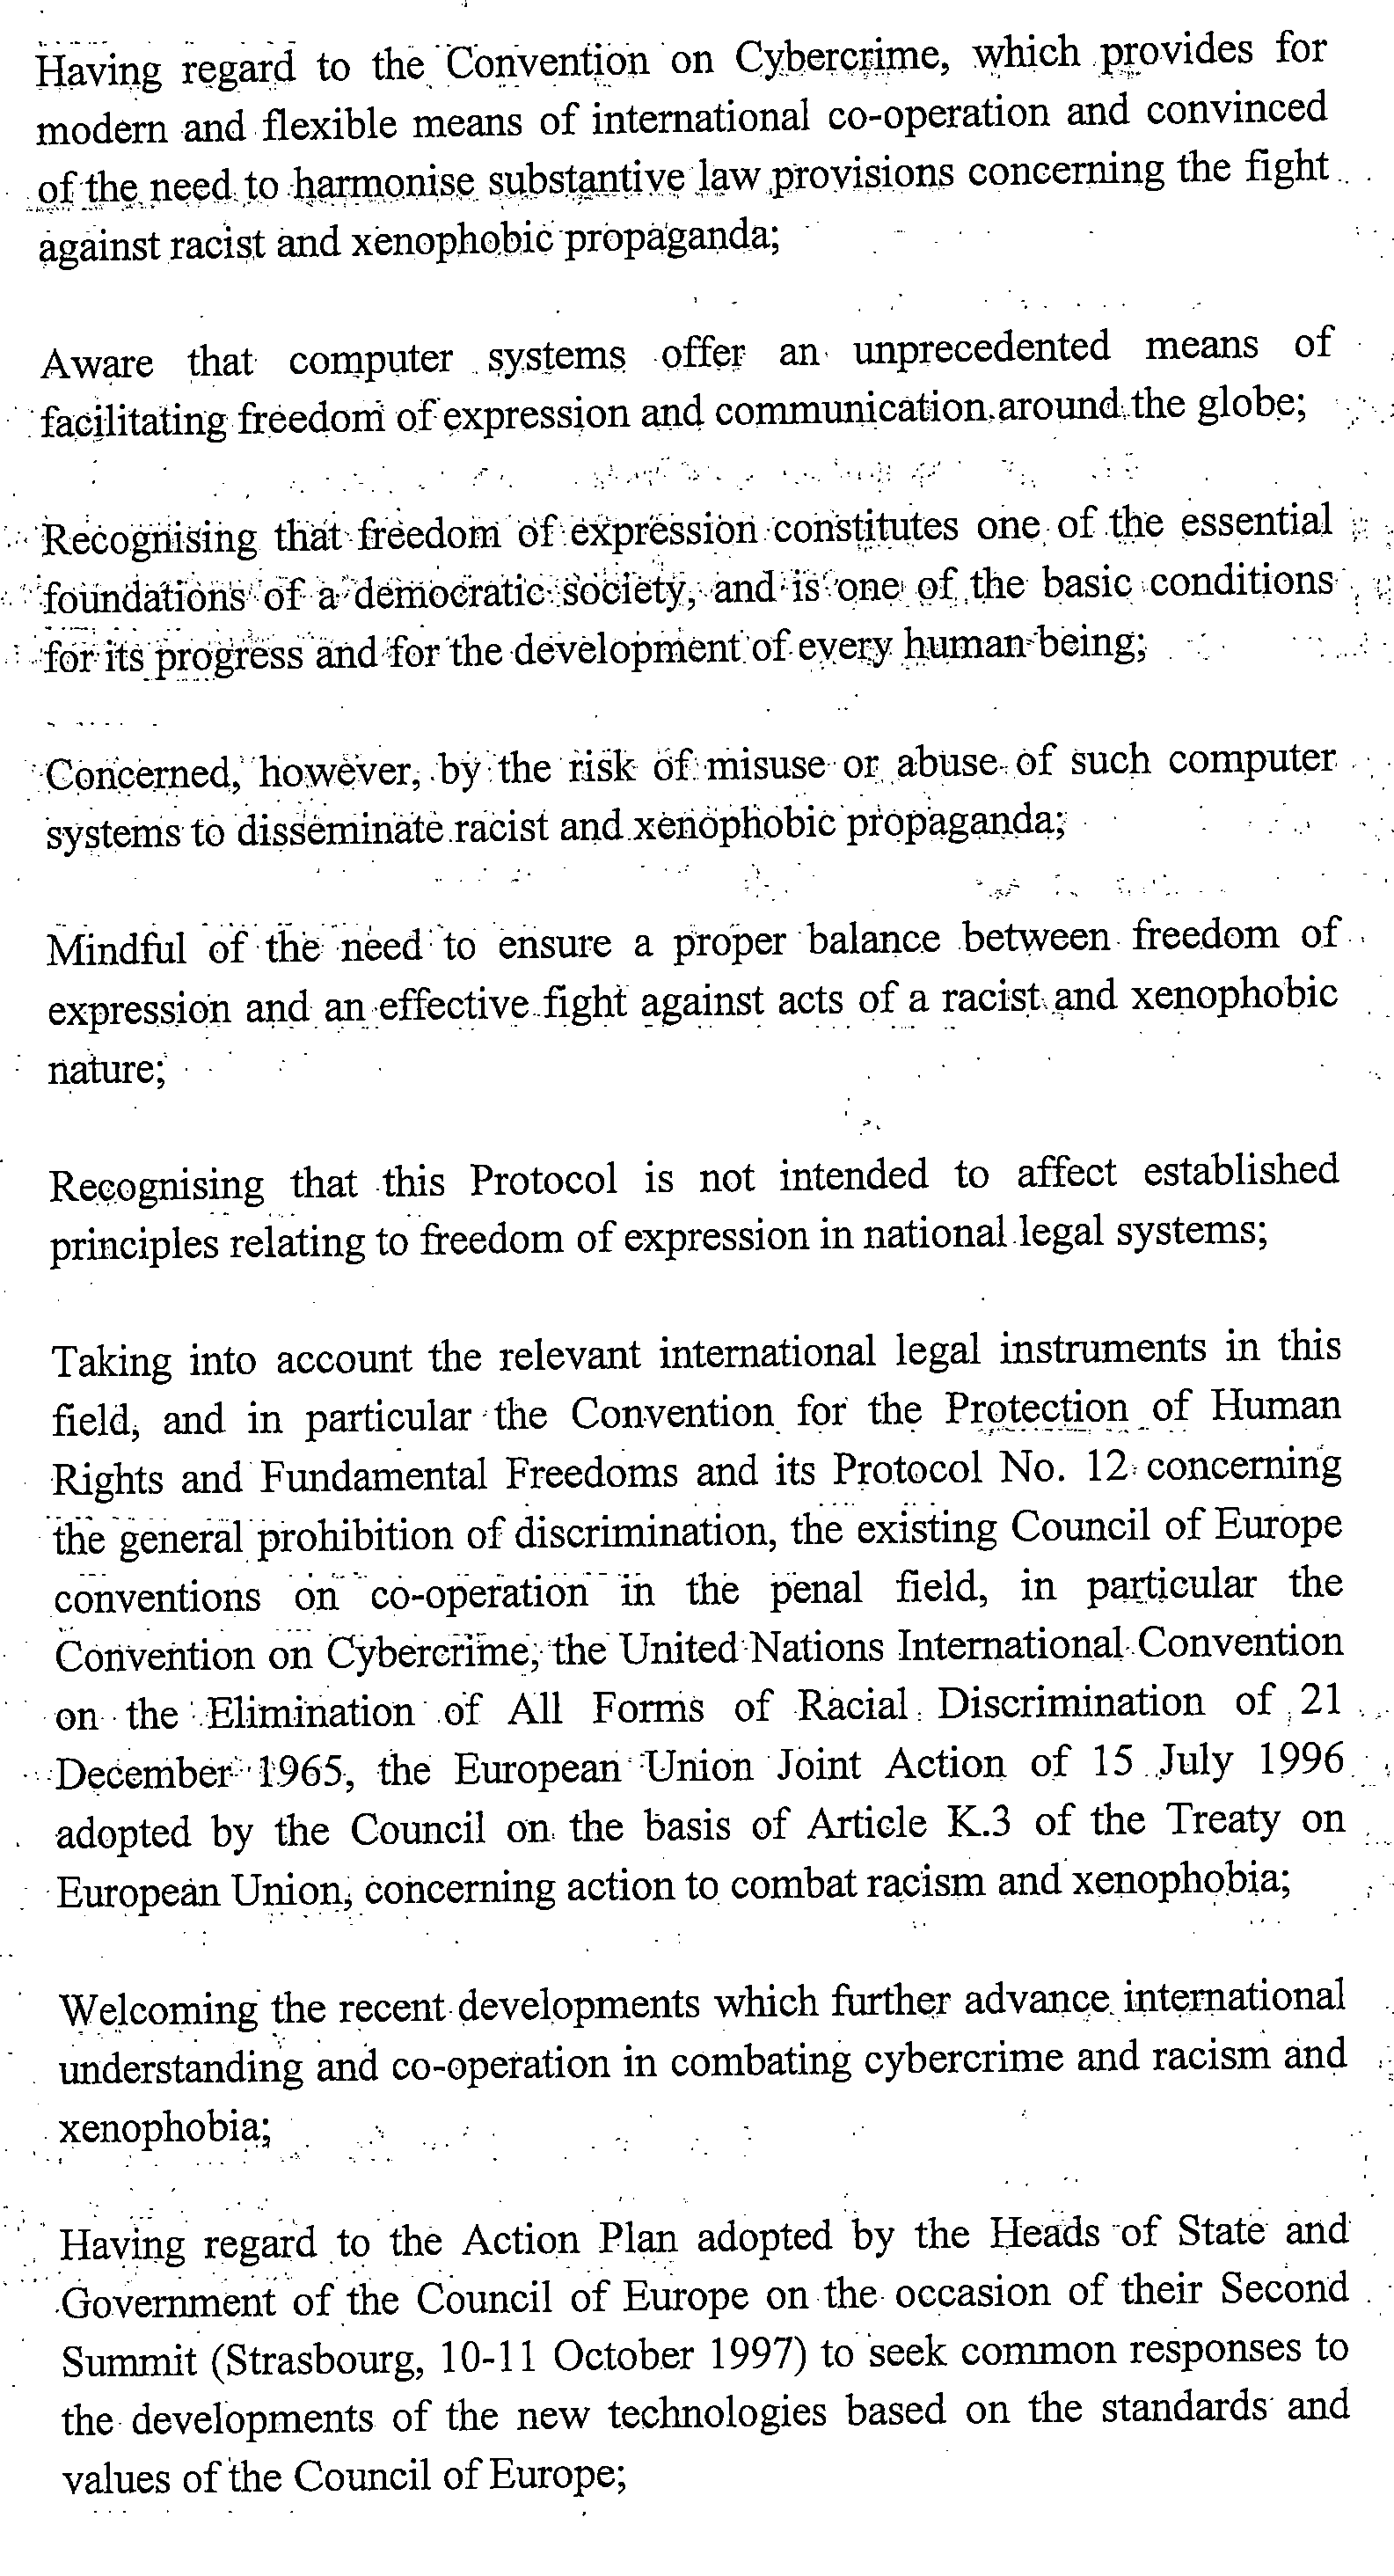 Having regard to the Convention on Cybercrime, which provides for
modern and flexible means of international co-operation and convinced
of the need to harmonise substantive law provisions concerning the fight
against racist and xenophobic propaganda;
Aware that computer systems offer an unprecedented means of
facilitating freedom of expression and communication around the globe;
Recognising that freedom of expression constitutes one of the essential
foundations of a democratic society, and is one of the basic conditions
for its progress and for the development of every human being;
Concerned, however, by the risk of misuse or abuse of such computer
systems to disseminate racist and xenophobic propaganda;
Mindful of the need to ensure a proper balance between freedom of
expression and an effective fight against acts of a racist and xenophobic
nature;
Recognising that this Protocol is not intended to affect established
principles relating to freedom of expression in national legal systems;
Taking into account the relevant international legal instruments in this
field, and in particular the Convention for the Protection of Human
Rights and Fundamental Freedoms and its Protocol No. 12 concerning
the general prohibition of discrimination, the existing Council of Europe
conventions on co-operation in the penal field, in particular the
Convention on Cybercrime, the United Nations International Convention
on the Elimination of All Forms of Racial Discrimination of 21
December 1965, the European Union Joint Action of 15 July 1996
adopted by the Council on the basis of Article K.3 of the Treaty on
European Union, concerning action to combat racism and xenophobia;
Welcoming the recent developments which further advance international
understanding and co-operation in combating cybercrime and racism and
xenophobia;
Having regard to the Action Plan adopted by the Heads of State and
Government of the Council of Europe on the occasion of their Second
Summit (Strasbourg, 10-11 October 1997) to seek common responses to
the developments of the new technologies based on the standards and
values of the Council of Europe;